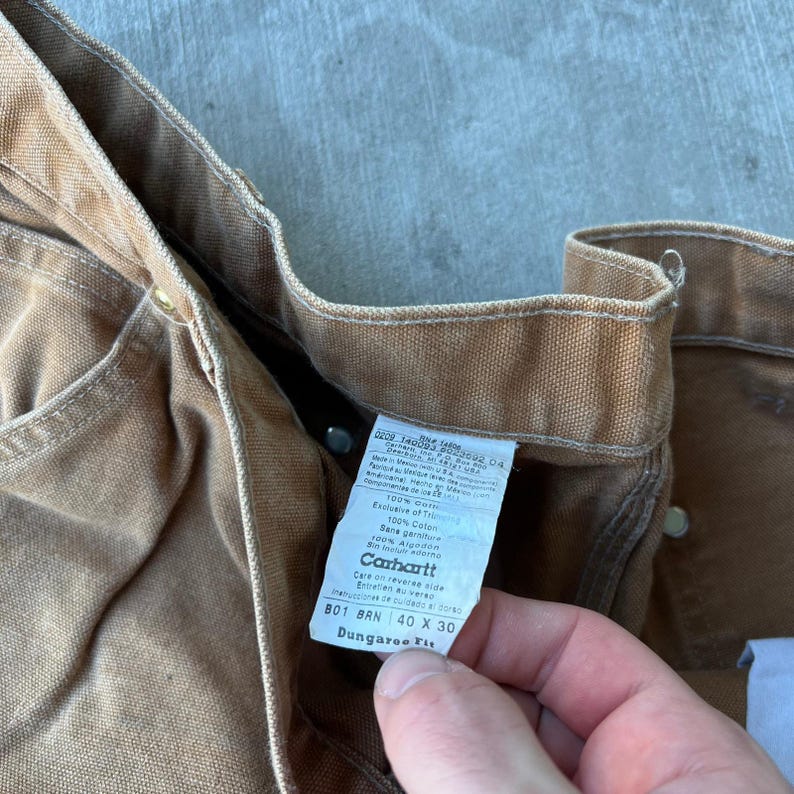 RN# 14806
0209 140093 6023692 04
Carhartt, Inc. P.O. Box 600
Dearborn, MI 48121 USA
Made in Mexico (with U.S.A. components)
Fabriqué au Mexique (avec des composants
américains). Hecho en México (con
componentes de los EE.UU.)
100% Cotton
Exclusive of Trimming
100% Coton
Sans garniture
100% Algodón
Sin incluir adorno
Carhartt
Care on reverse side
Entretien au verso
Instrucciones de cuidado al dorso
B01 BRN 40 X 30
Dungaree Fit